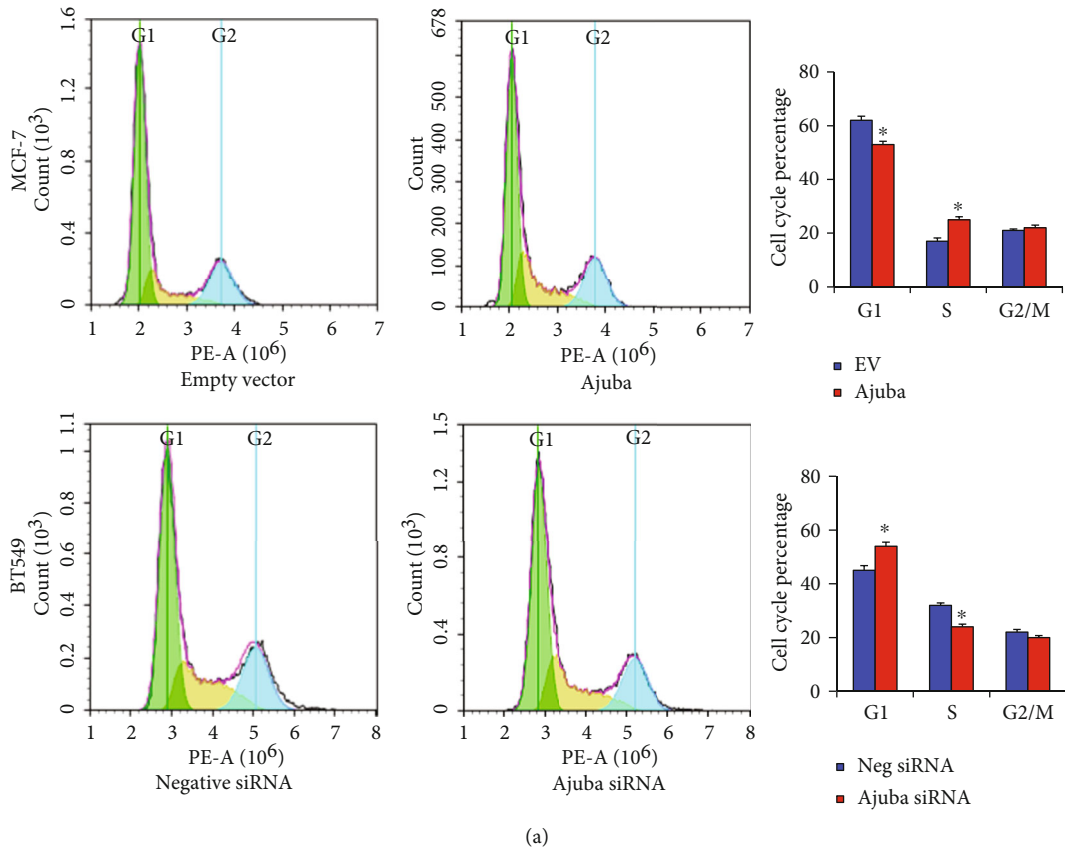 MCF-7
Count (10³)
1.6
1.2
0.8
0.4
0
G1
G2
1 2 3 4 5 6 7
PE-A (10⁶)
Empty vector
Count
678
500
400
300
200
100
0
G1
G2
1 2 3 4 5 6 7
PE-A (10⁶)
Ajuba
Cell cycle percentage
80
60
40
20
0
*
*
G1 S G2/M
EV
Ajuba
BT549
Count (10³)
1.1
0.8
0.6
0.4
0.2
0
G1
G2
1 2 3 4 5 6 7 8
PE-A (10⁶)
Negative siRNA
Count (10³)
1.5
1.2
0.8
0.4
0
G1
G2
1 2 3 4 5 6 7 8
PE-A (10⁶)
Ajuba siRNA
Cell cycle percentage
80
60
40
20
0
*
*
G1 S G2/M
Neg siRNA
Ajuba siRNA
(a)